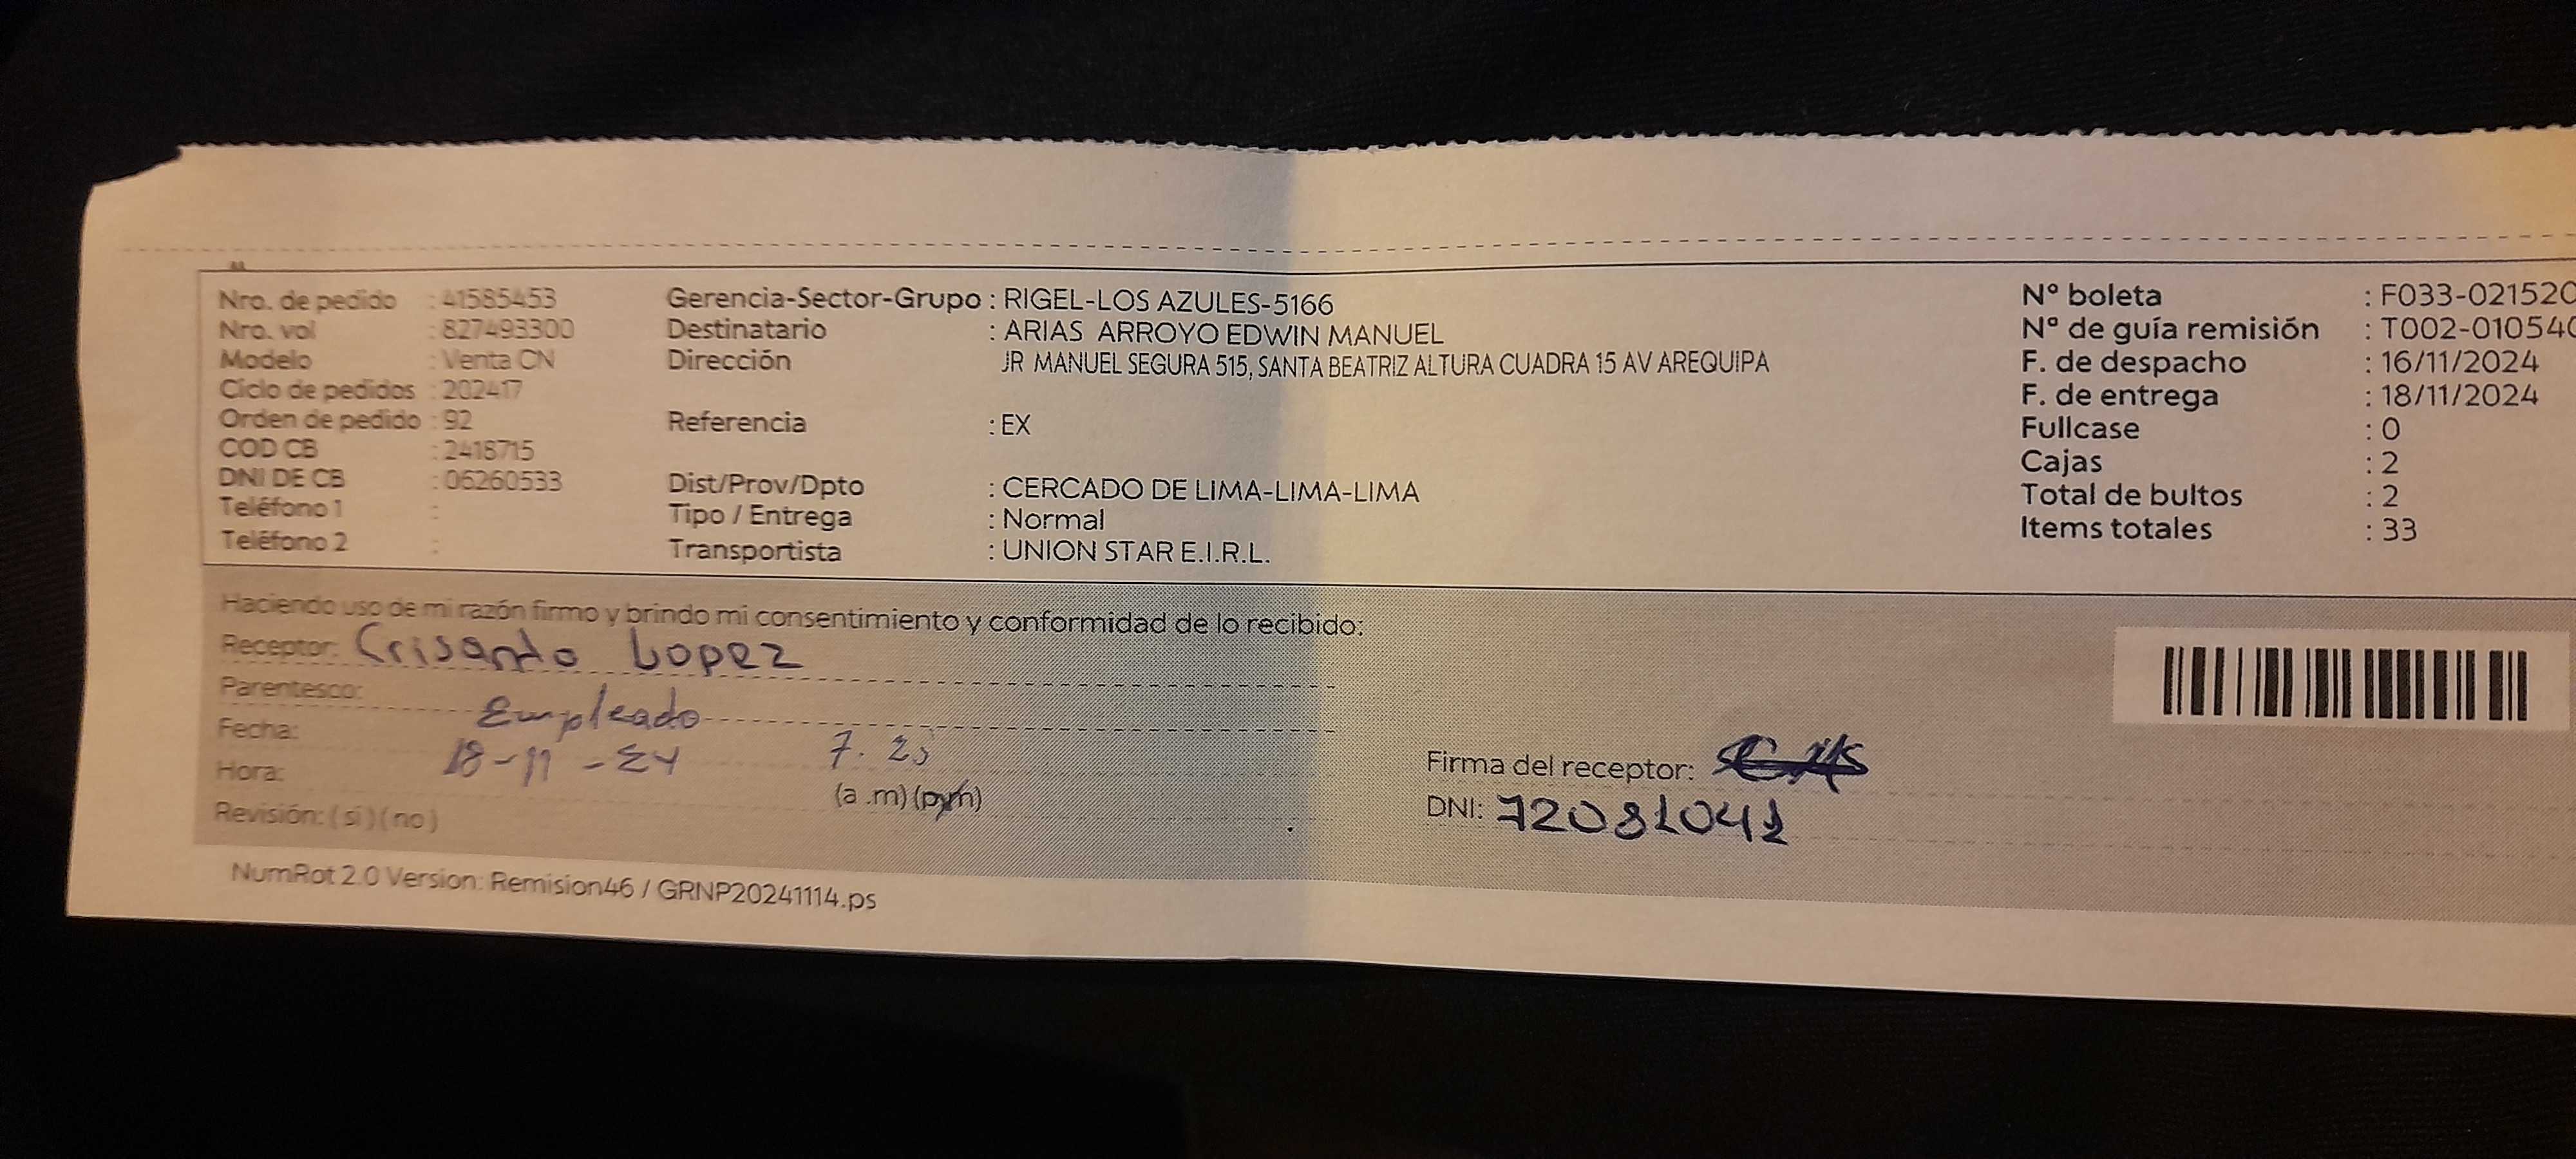 Nro. de pedido : 41585453 Gerencia-Sector-Grupo : RIGEL-LOS AZULES-5166 Nº boleta : F033-021520
Nro. vol : 827493300 Destinatario : ARIAS ARROYO EDWIN MANUEL Nº de guía remisión : T002-010540
Modelo : Venta CN Dirección JR MANUEL SEGURA 515, SANTA BEATRIZ ALTURA CUADRA 15 AV AREQUIPA F. de despacho : 16/11/2024
Ciclo de pedidos : 202417 F. de entrega : 18/11/2024
Orden de pedido : 92 Referencia : EX Fullcase : 0
COD CB : 2418715 Cajas : 2
DNI DE CB : 06260533 Dist/Prov/Dpto : CERCADO DE LIMA-LIMA-LIMA Total de bultos : 2
Teléfono 1 : Tipo / Entrega : Normal Items totales : 33
Teléfono 2 : Transportista : UNION STAR E.I.R.L.
Haciendo uso de mi razón firmo y brindo mi consentimiento y conformidad de lo recibido:
Receptor: Crisanto Lopez
Parentesco: Empleado
Fecha: 18-11-24 7.25
Hora: (a .m) (p.m) Firma del receptor:
Revisión: ( si ) ( no ) DNI: 72081041
NumRot 2.0 Version: Remision46 / GRNP20241114.ps